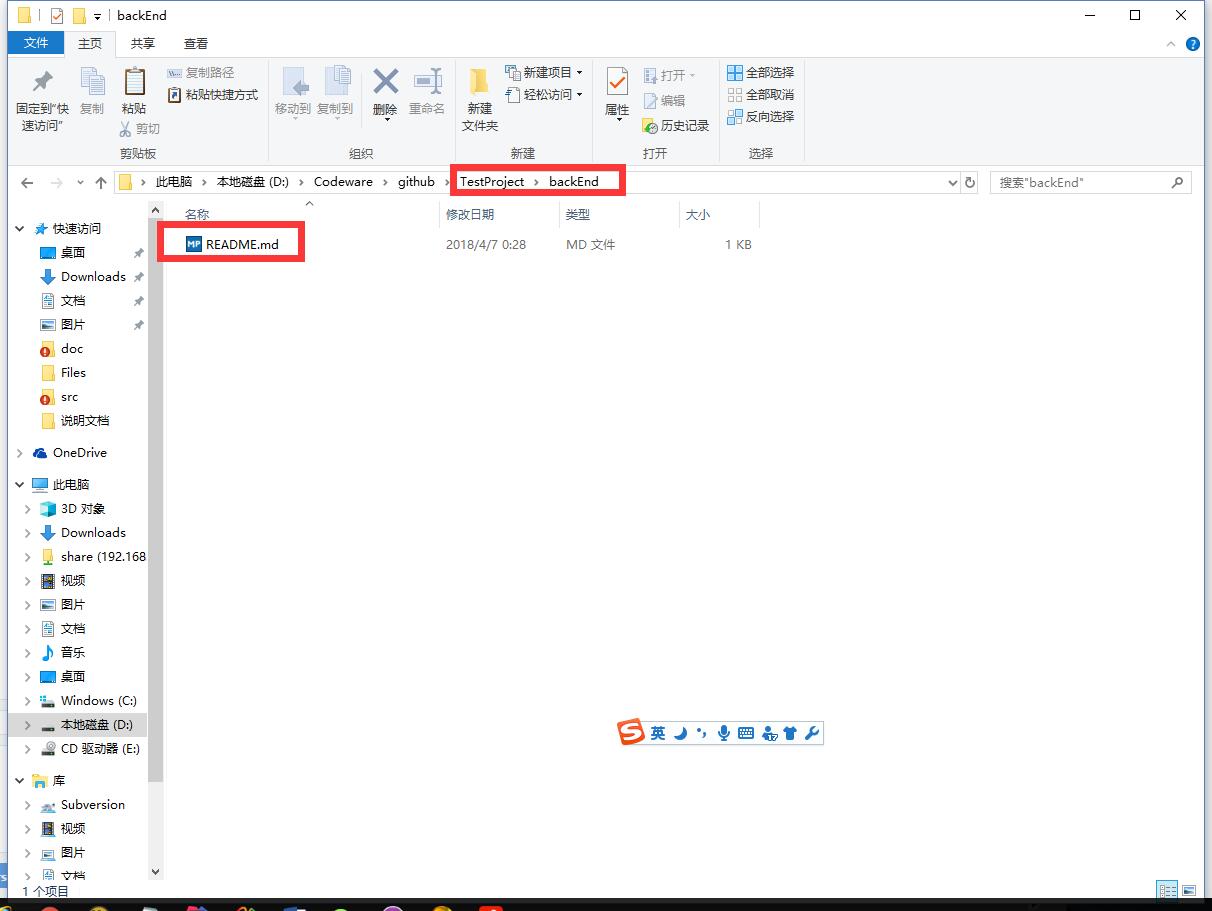 backEnd
文件 主页 共享 查看
固定到"快速访问"
复制
粘贴
复制路径
粘贴快捷方式
剪切
剪贴板
移动到 复制到
删除 重命名
组织
新建文件夹
新建项目
轻松访问
新建
属性
打开
编辑
历史记录
打开
全部选择
全部取消
反向选择
选择
此电脑 本地磁盘 (D:) Codeware github TestProject backEnd
搜索"backEnd"
名称 修改日期 类型 大小
MP README.md 2018/4/7 0:28 MD 文件 1 KB
快速访问
桌面
Downloads
文档
图片
doc
Files
src
说明文档
OneDrive
此电脑
3D 对象
Downloads
share (192.168
视频
图片
文档
音乐
桌面
Windows (C:)
本地磁盘 (D:)
CD 驱动器 (E:)
库
Subversion
视频
图片
文档
1 个项目
S 英